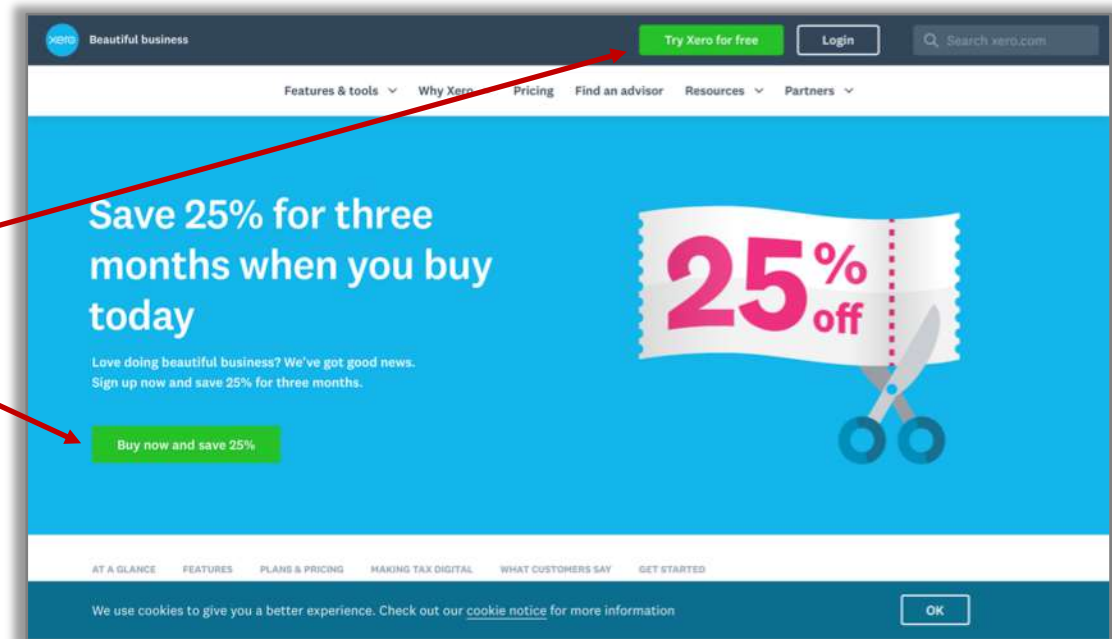 xero Beautiful business Try Xero for free Login Search xero.com
Features & tools Why Xero Pricing Find an advisor Resources Partners
Save 25% for three
months when you buy
today
25% off
Love doing beautiful business? We've got good news.
Sign up now and save 25% for three months.
Buy now and save 25%
AT A GLANCE FEATURES PLANS & PRICING MAKING TAX DIGITAL WHAT CUSTOMERS SAY GET STARTED
We use cookies to give you a better experience. Check out our cookie notice for more information OK